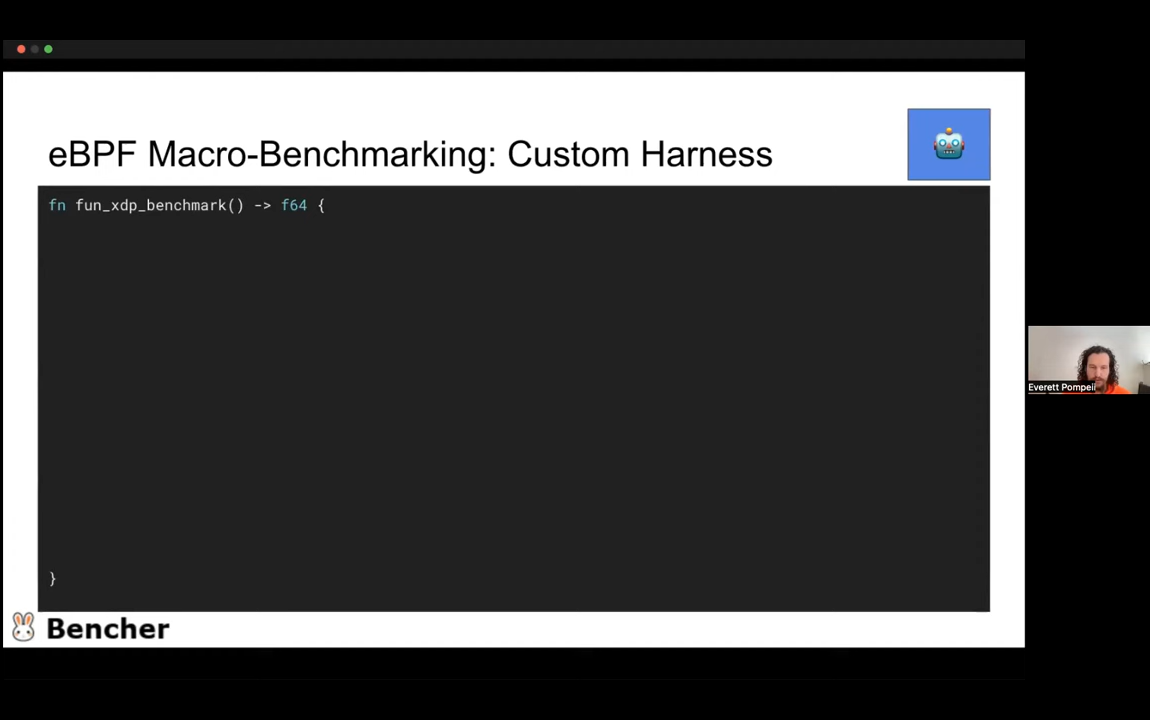 eBPF Macro-Benchmarking: Custom Harness
fn fun_xdp_benchmark() -> f64 {
}
Everett Pompeii
Bencher